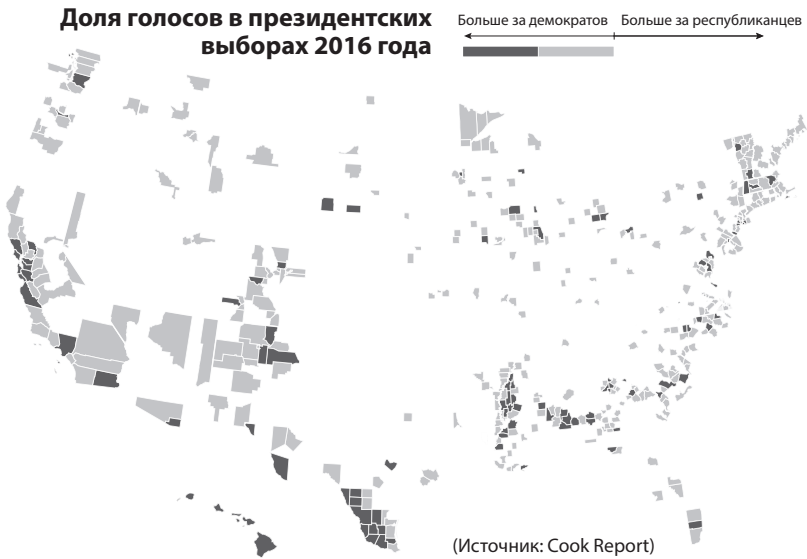 Доля голосов в президентских
выборах 2016 года
Больше за демократов
Больше за республиканцев
(Источник: Cook Report)